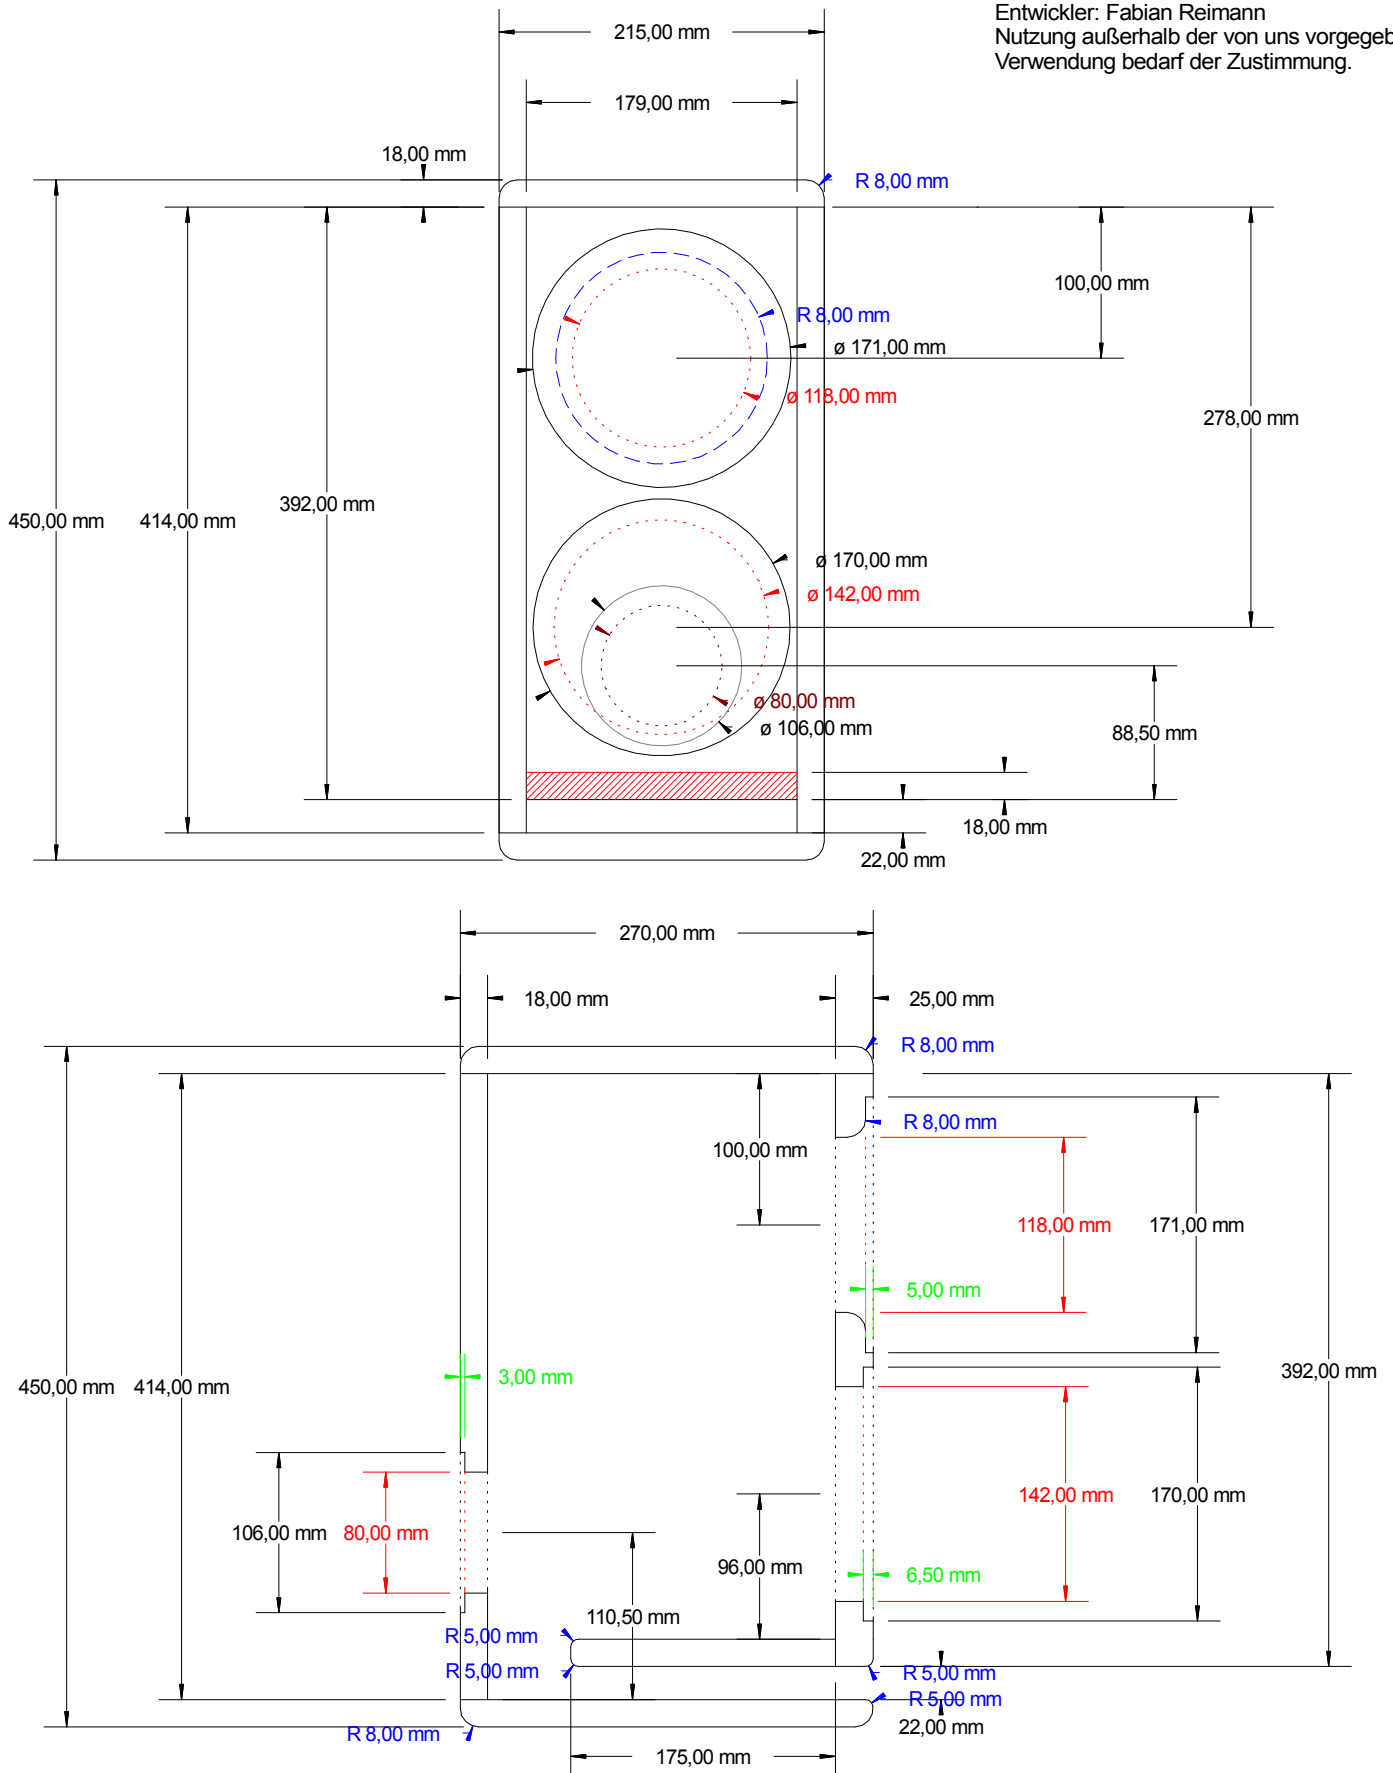 Entwickler: Fabian Reimann
Nutzung außerhalb der von uns vorgegeb
Verwendung bedarf der Zustimmung.
215,00 mm
179,00 mm
18,00 mm
R 8,00 mm
100,00 mm
R 8,00 mm
ø 171,00 mm
ø 118,00 mm
278,00 mm
392,00 mm
450,00 mm
414,00 mm
ø 170,00 mm
ø 142,00 mm
ø 80,00 mm
ø 106,00 mm
88,50 mm
18,00 mm
22,00 mm
270,00 mm
18,00 mm
25,00 mm
R 8,00 mm
R 8,00 mm
100,00 mm
118,00 mm
171,00 mm
5,00 mm
3,00 mm
450,00 mm
414,00 mm
392,00 mm
142,00 mm
170,00 mm
106,00 mm
80,00 mm
96,00 mm
6,50 mm
110,50 mm
R 5,00 mm
R 5,00 mm
R 5,00 mm
R 5,00 mm
22,00 mm
R 8,00 mm
175,00 mm